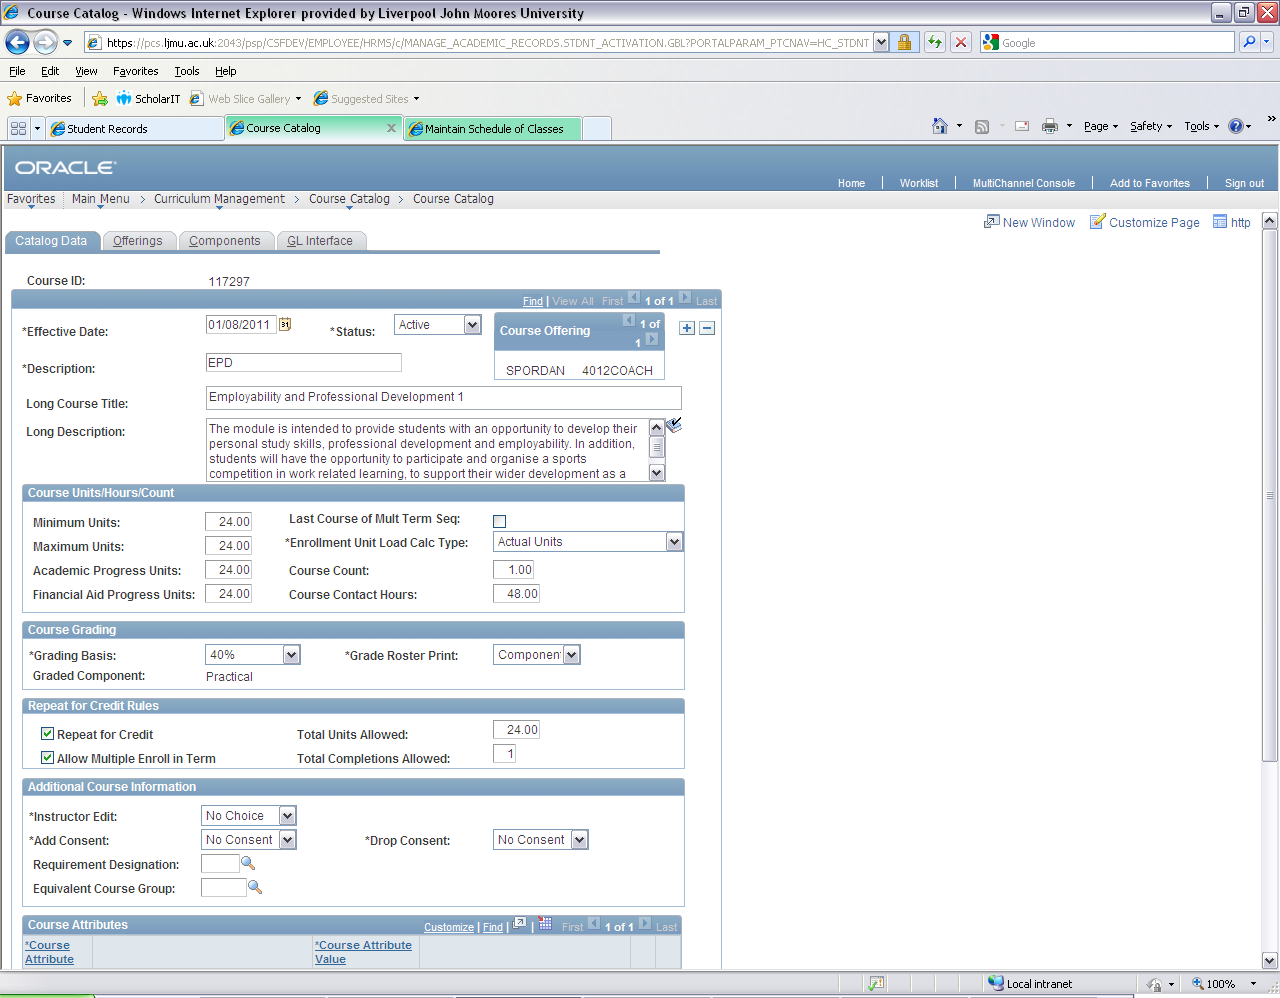 Course Catalog - Windows Internet Explorer provided by Liverpool John Moores University
https://pcs.ljmu.ac.uk:2043/psp/CSFDEV/EMPLOYEE/HRMS/c/MANAGE_ACADEMIC_RECORDS.STDNT_ACTIVATION.GBL?PORTALPARAM_PTCNAV=HC_STDNT Google
File Edit View Favorites Tools Help
Favorites ScholarIT Web Slice Gallery Suggested Sites
Student Records Course Catalog Maintain Schedule of Classes Page Safety Tools
ORACLE
Home Worklist MultiChannel Console Add to Favorites Sign out
Favorites Main Menu > Curriculum Management > Course Catalog > Course Catalog
New Window Customize Page http
Catalog Data Offerings Components GL Interface
Course ID: 117297
Find | View All First 1 of 1 Last
*Effective Date: 01/08/2011 31 *Status: Active Course Offering 1 of 1
SPORDAN 4012COACH
*Description: EPD
Long Course Title: Employability and Professional Development 1
Long Description: The module is intended to provide students with an opportunity to develop their
personal study skills, professional development and employability. In addition,
students will have the opportunity to participate and organise a sports
competition in work related learning, to support their wider development as a
Course Units/Hours/Count
Minimum Units: 24.00 Last Course of Mult Term Seq:
Maximum Units: 24.00 *Enrollment Unit Load Calc Type: Actual Units
Academic Progress Units: 24.00 Course Count: 1.00
Financial Aid Progress Units: 24.00 Course Contact Hours: 48.00
Course Grading
*Grading Basis: 40% *Grade Roster Print: Component
Graded Component: Practical
Repeat for Credit Rules
Repeat for Credit Total Units Allowed: 24.00
Allow Multiple Enroll in Term Total Completions Allowed: 1
Additional Course Information
*Instructor Edit: No Choice
*Add Consent: No Consent *Drop Consent: No Consent
Requirement Designation:
Equivalent Course Group:
Course Attributes Customize | Find | | First 1 of 1 Last
*Course Attribute *Course Attribute Value
Local intranet 100%